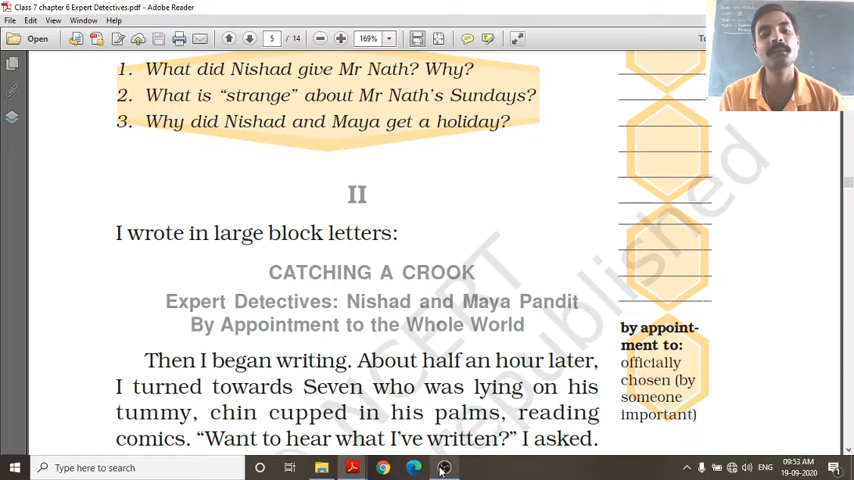 Class 7 chapter 6 Expert Detectives.pdf - Adobe Reader
File Edit View Window Help
Open 5 / 14 169%
1. What did Nishad give Mr Nath? Why?
2. What is “strange” about Mr Nath’s Sundays?
3. Why did Nishad and Maya get a holiday?
II
I wrote in large block letters:
CATCHING A CROOK
Expert Detectives: Nishad and Maya Pandit
By Appointment to the Whole World
Then I began writing. About half an hour later,
I turned towards Seven who was lying on his
tummy, chin cupped in his palms, reading
comics. “Want to hear what I’ve written?” I asked.
by appoint-
ment to:
officially
chosen (by
someone
important)
© NCERT
republished
Type here to search
ENG
09:53 AM
19-09-2020